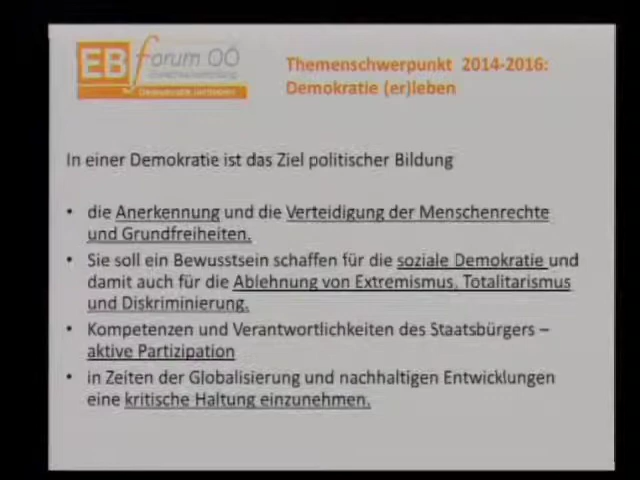 EB forum OÖ
Demokratie (er)leben
Themenschwerpunkt 2014-2016:
Demokratie (er)leben
In einer Demokratie ist das Ziel politischer Bildung
• die Anerkennung und die Verteidigung der Menschenrechte
und Grundfreiheiten.
• Sie soll ein Bewusstsein schaffen für die soziale Demokratie und
damit auch für die Ablehnung von Extremismus, Totalitarismus
und Diskriminierung.
• Kompetenzen und Verantwortlichkeiten des Staatsbürgers –
aktive Partizipation
• in Zeiten der Globalisierung und nachhaltigen Entwicklungen
eine kritische Haltung einzunehmen.